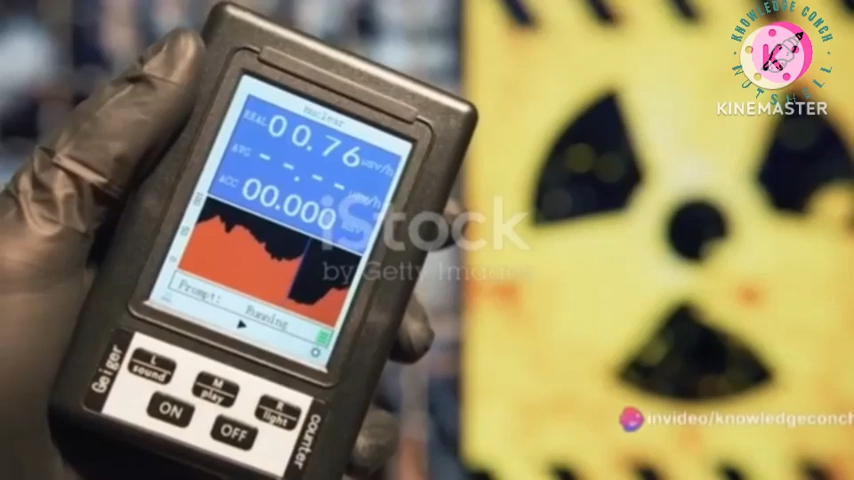 KNOWLEDGE CONCH
NUTSHELL
K
KINEMASTER
nuclear
REAL 00.76 uSv/h
AVG --.-- uSv/h
ACC 00.000
iStock
by Getty Images
Prompt:
Running
Geiger
L
sound
M
play
R
light
ON
OFF
counter
invideo/knowledgeconch